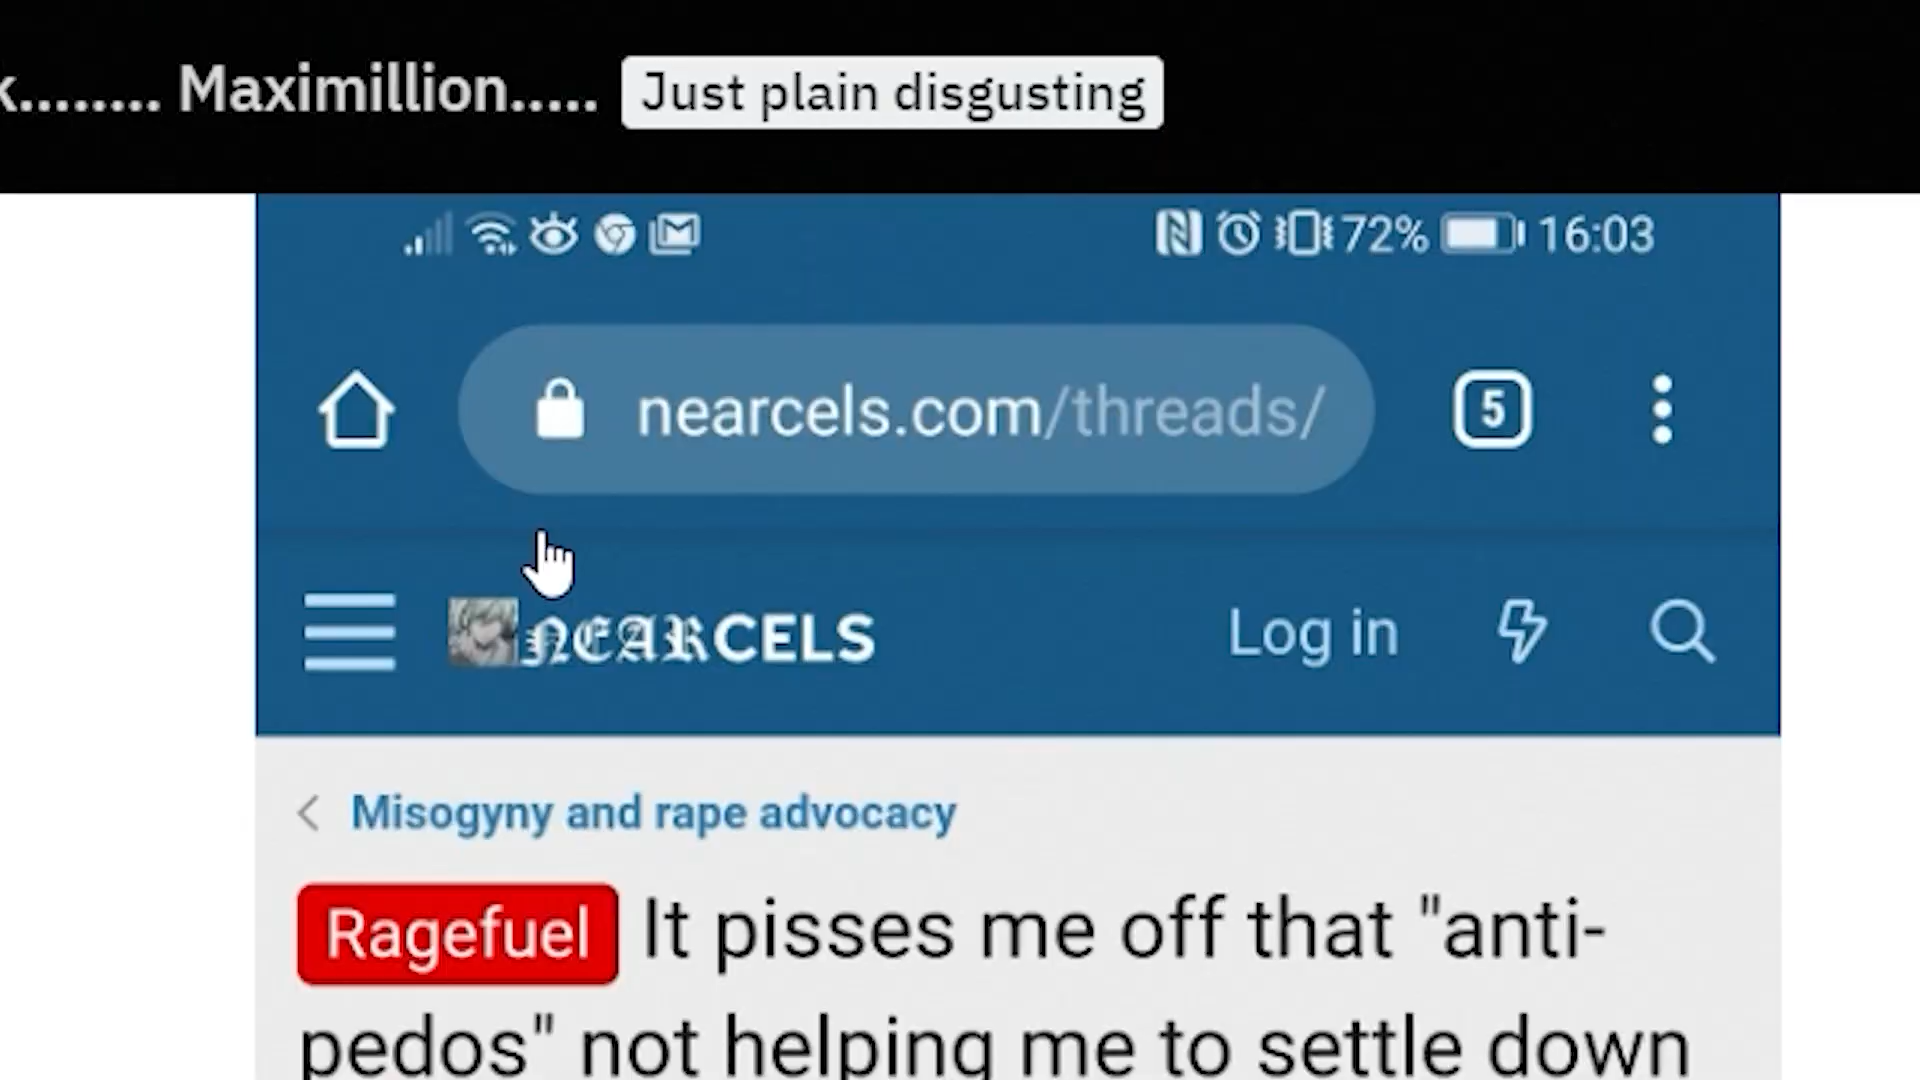 k........ Maximillion..... Just plain disgusting
72% 16:03
nearcels.com/threads/ 5
NEARCELS Log in
Misogyny and rape advocacy
Ragefuel It pisses me off that "anti-
pedos" not helping me to settle down